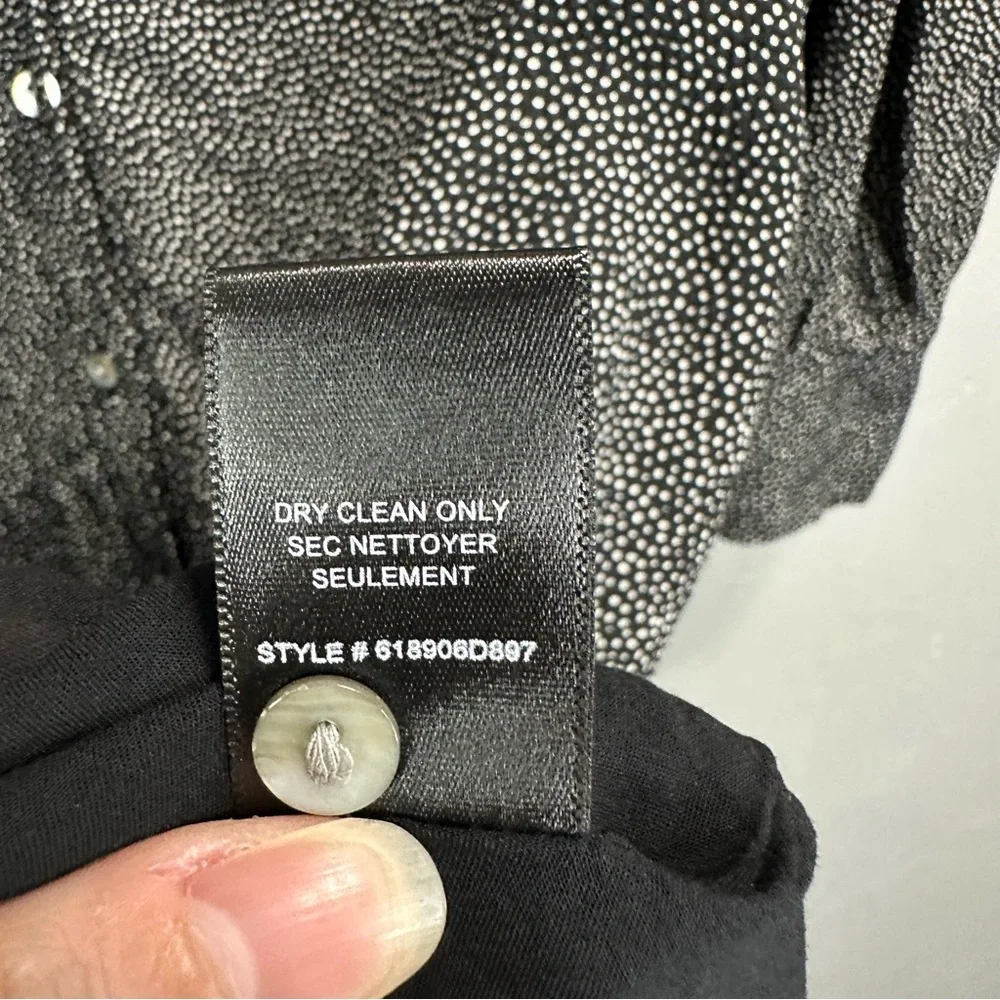 DRY CLEAN ONLY
SEC NETTOYER
SEULEMENT
STYLE # 618906D897